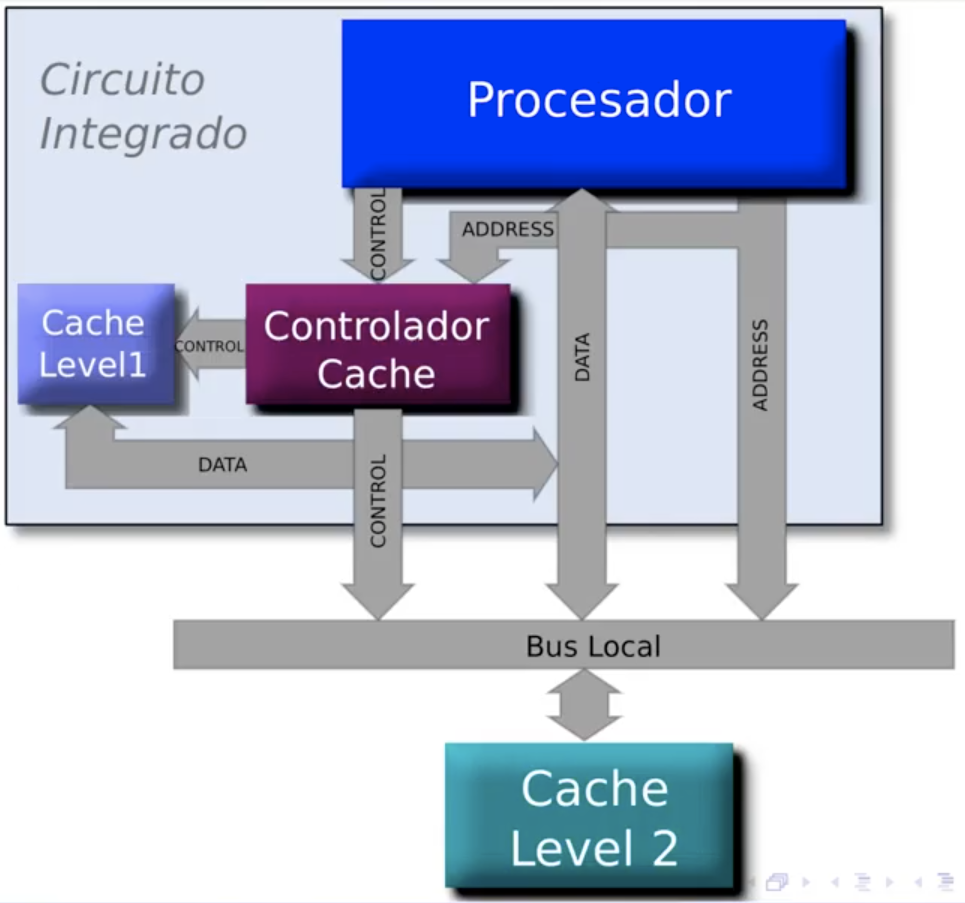 Circuito
Integrado
Procesador
CONTROL
ADDRESS
Cache
Level1
CONTROL
Controlador
Cache
DATA
ADDRESS
DATA
CONTROL
Bus Local
Cache
Level 2